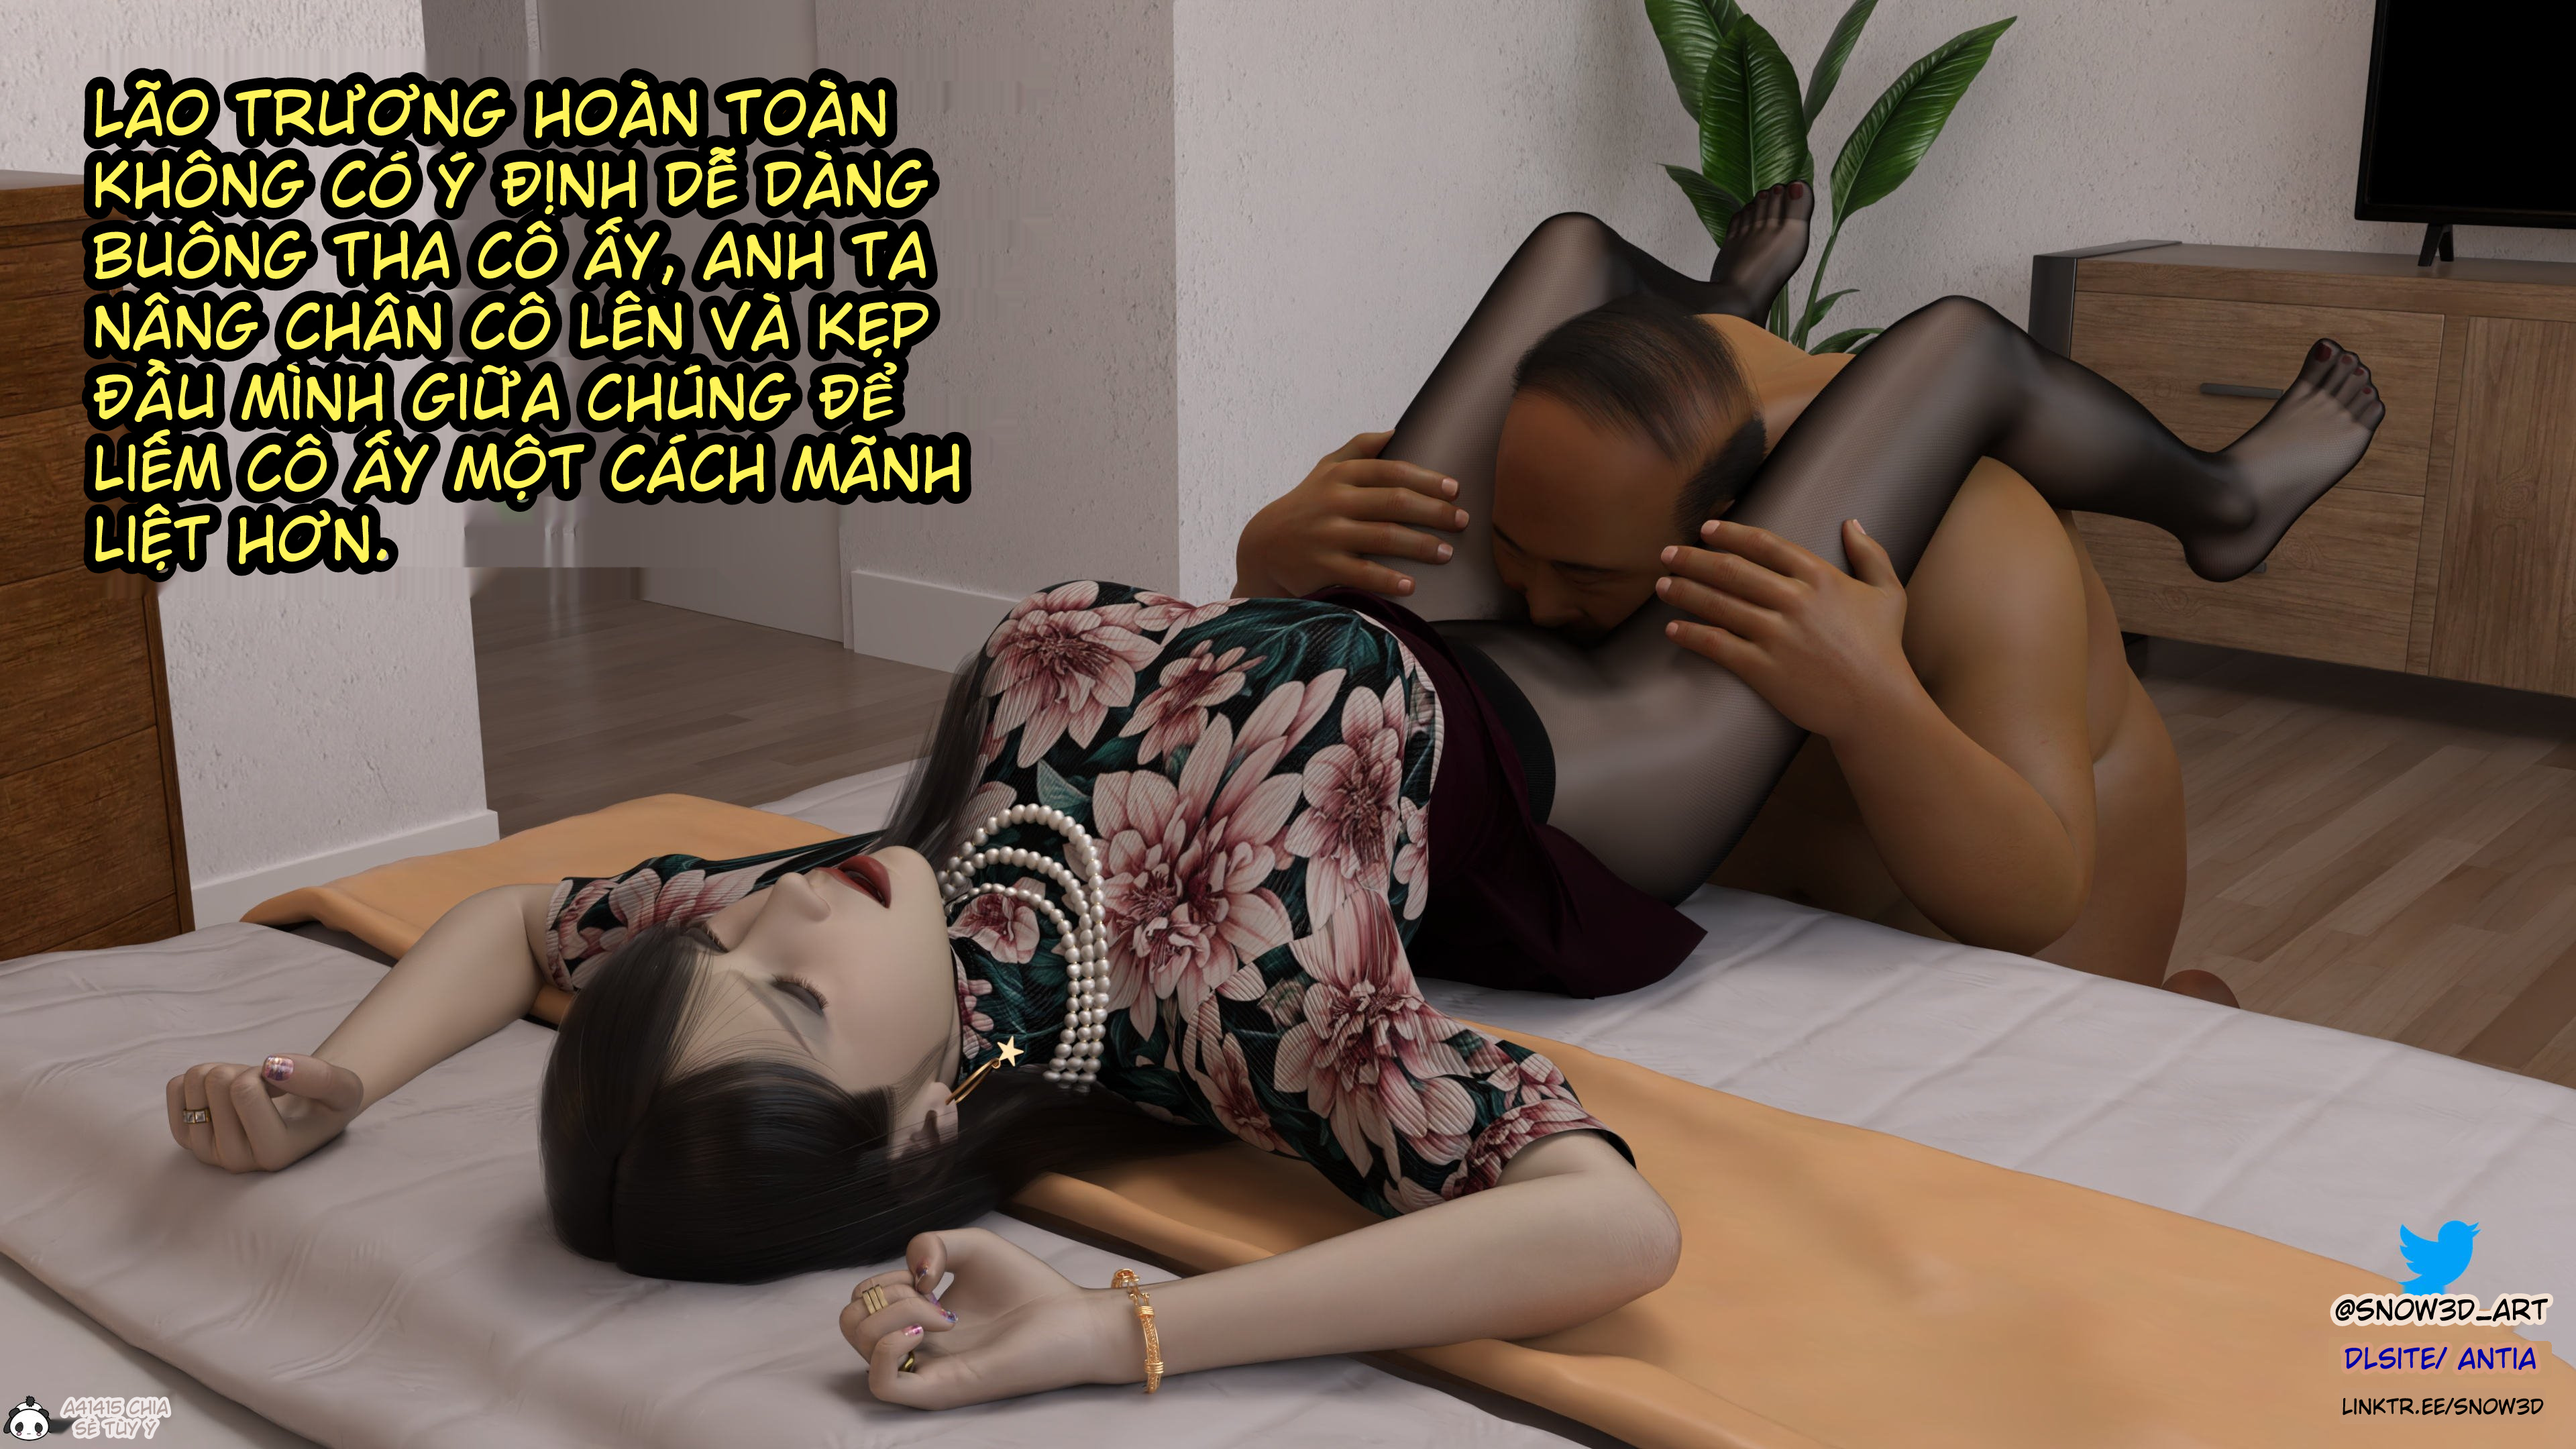 LÃO TRƯƠNG HOÀN TOÀN
KHÔNG CÓ Ý ĐỊNH DỄ DÀNG
BUÔNG THA CÔ ẤY, ANH TA
NÂNG CHÂN CÔ LÊN VÀ KẸP
ĐẦU MÌNH GIỮA CHÚNG ĐỂ
LIẾM CÔ ẤY MỘT CÁCH MÃNH
LIỆT HƠN.
@SNOW3D_ART
DLSITE/ ANTIA
LINKTR.EE/SNOW3D
A41415 CHIA
SẺ TÙY Ý